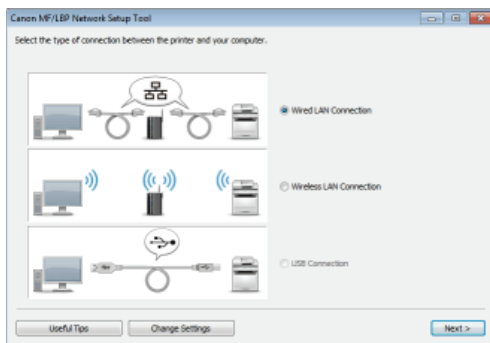 Canon MF/LBP Network Setup Tool
Select the type of connection between the printer and your computer.
Wired LAN Connection
Wireless LAN Connection
USB Connection
Useful Tips
Change Settings
Next >